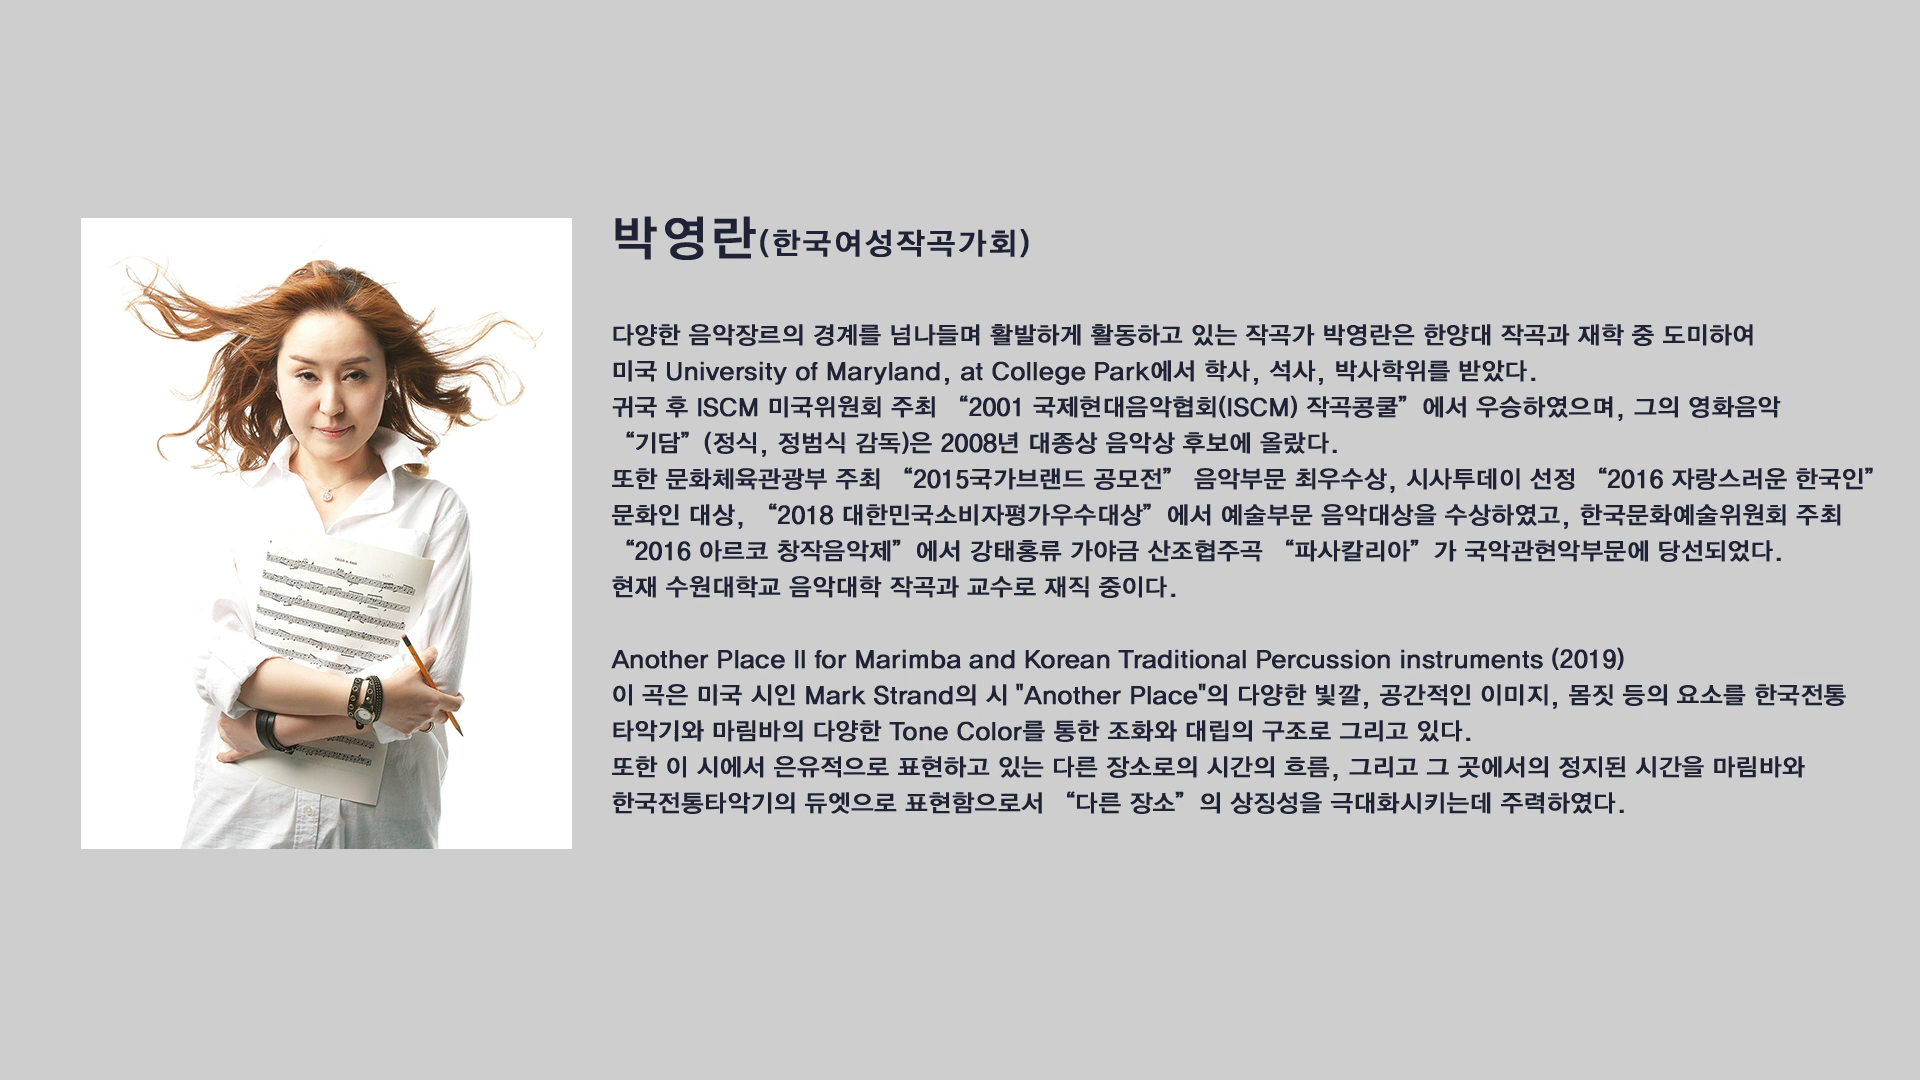 박영란(한국여성작곡가회)
다양한 음악장르의 경계를 넘나들며 활발하게 활동하고 있는 작곡가 박영란은 한양대 작곡과 재학 중 도미하여
미국 University of Maryland, at College Park에서 학사, 석사, 박사학위를 받았다.
귀국 후 ISCM 미국위원회 주최 “2001 국제현대음악협회(ISCM) 작곡콩쿨”에서 우승하였으며, 그의 영화음악
“기담”(정식, 정범식 감독)은 2008년 대종상 음악상 후보에 올랐다.
또한 문화체육관광부 주최 “2015국가브랜드 공모전” 음악부문 최우수상, 시사투데이 선정 “2016 자랑스러운 한국인”
문화인 대상, “2018 대한민국소비자평가우수대상”에서 예술부문 음악대상을 수상하였고, 한국문화예술위원회 주최
“2016 아르코 창작음악제”에서 강태홍류 가야금 산조협주곡 “파사칼리아”가 국악관현악부문에 당선되었다.
현재 수원대학교 음악대학 작곡과 교수로 재직 중이다.
Another Place II for Marimba and Korean Traditional Percussion instruments (2019)
이 곡은 미국 시인 Mark Strand의 시 "Another Place"의 다양한 빛깔, 공간적인 이미지, 몸짓 등의 요소를 한국전통
타악기와 마림바의 다양한 Tone Color를 통한 조화와 대립의 구조로 그리고 있다.
또한 이 시에서 은유적으로 표현하고 있는 다른 장소로의 시간의 흐름, 그리고 그 곳에서의 정지된 시간을 마림바와
한국전통타악기의 듀엣으로 표현함으로서 “다른 장소”의 상징성을 극대화시키는데 주력하였다.